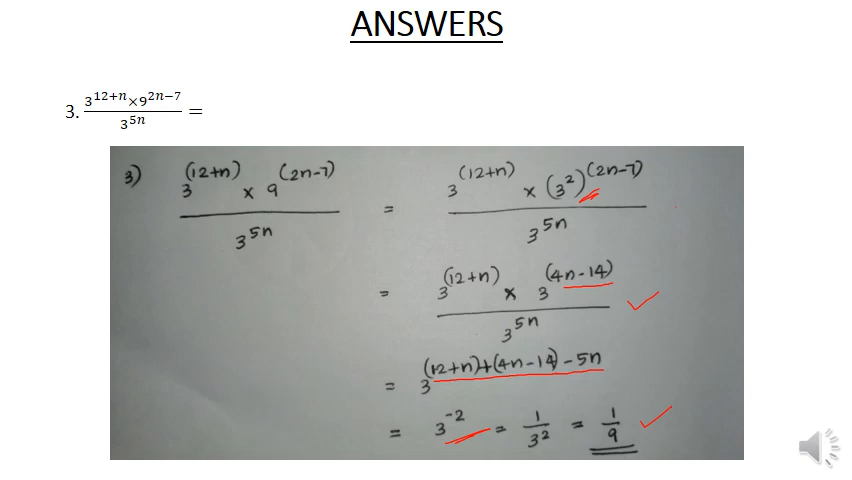 ANSWERS
3. 3^{12+n}×9^{2n−7} / 3^{5n} =
3) 3^{(12+n)} × 9^{(2n-7)} / 3^{5n} = 3^{(12+n)} × (3^2)^{(2n-7)} / 3^{5n}
= 3^{(12+n)} × 3^{(4n-14)} / 3^{5n}
= 3^{(12+n)+(4n-14)-5n}
= 3^{-2} = 1/3^2 = 1/9